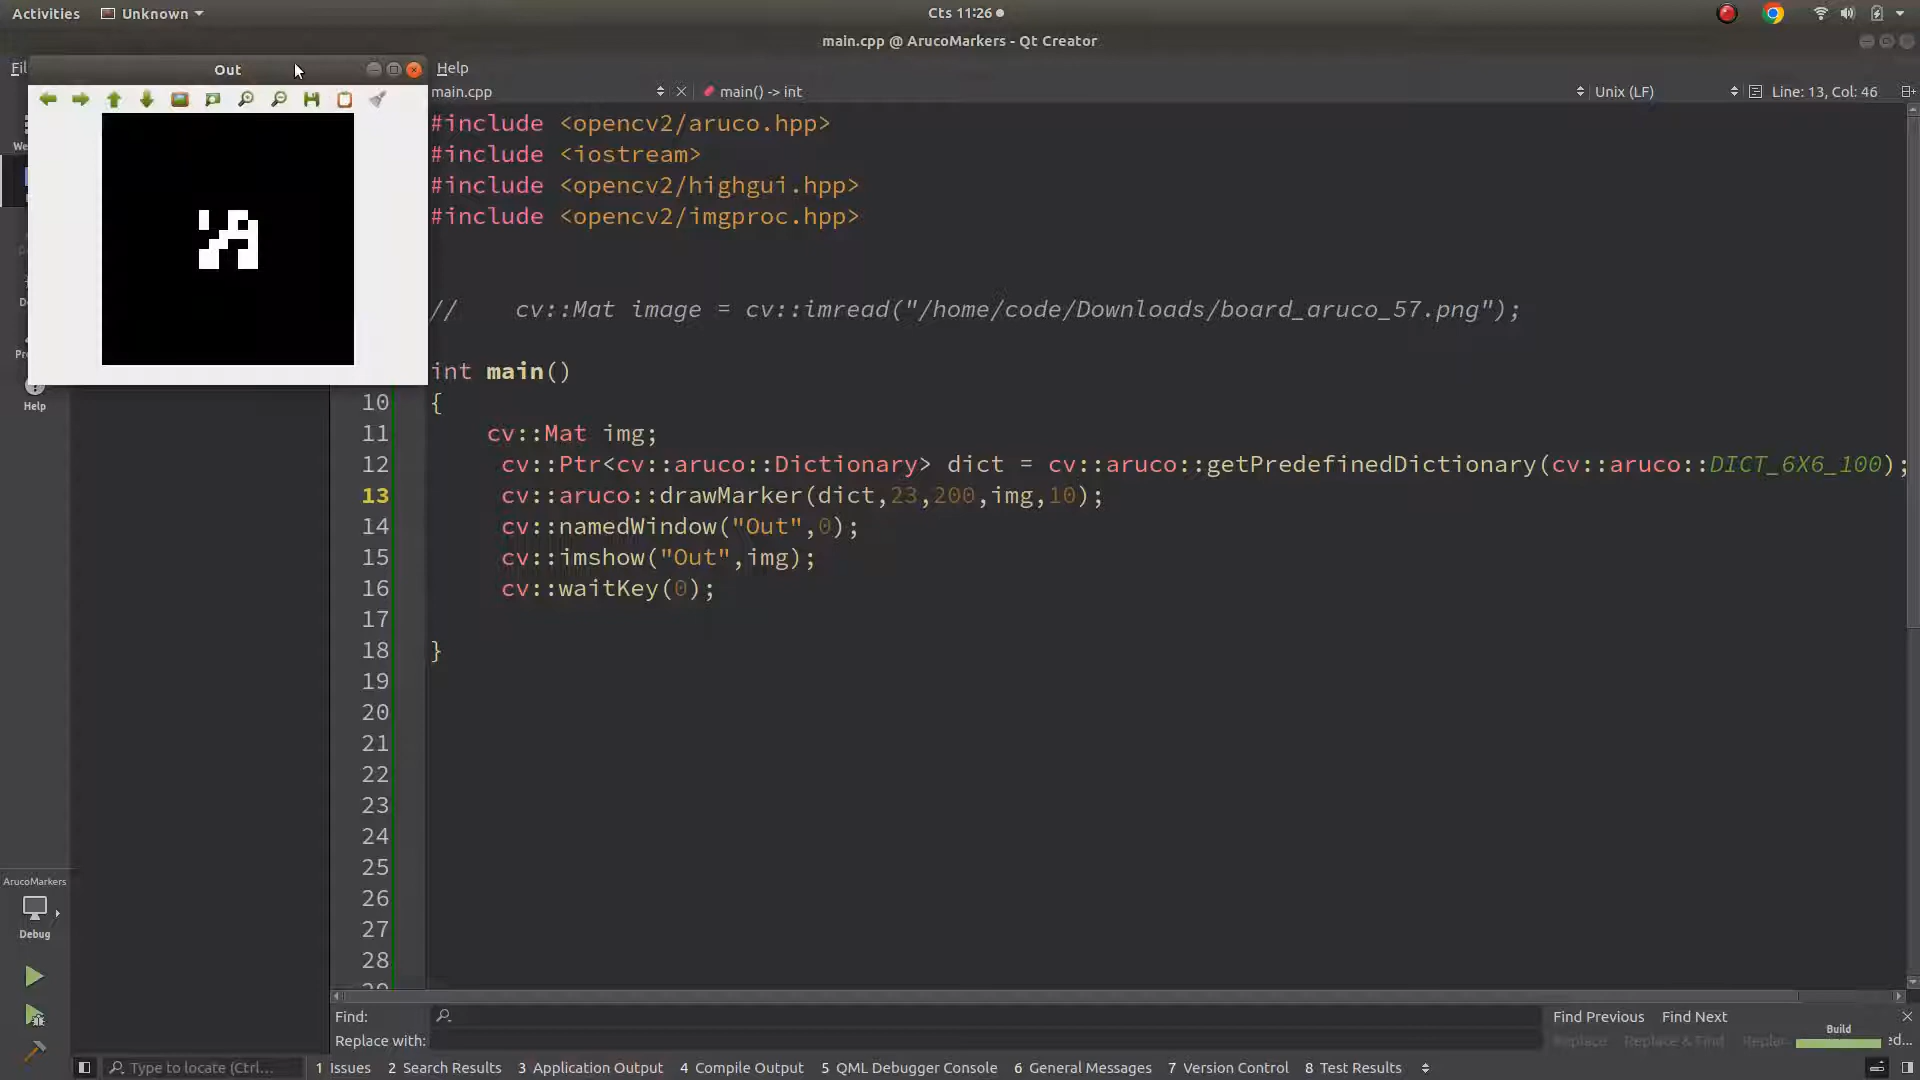 Activities
Unknown
Cts 11:26
main.cpp @ ArucoMarkers - Qt Creator
Out
Help
main.cpp
main() -> int
Unix (LF)
Line: 13, Col: 46
#include <opencv2/aruco.hpp>
#include <iostream>
#include <opencv2/highgui.hpp>
#include <opencv2/imgproc.hpp>
//    cv::Mat image = cv::imread("/home/code/Downloads/board_aruco_57.png");
int main()
10 {
11     cv::Mat img;
12      cv::Ptr<cv::aruco::Dictionary> dict = cv::aruco::getPredefinedDictionary(cv::aruco::DICT_6X6_100);
13      cv::aruco::drawMarker(dict,23,200,img,10);
14      cv::namedWindow("Out",0);
15      cv::imshow("Out",img);
16      cv::waitKey(0);
17
18 }
19
20
21
22
23
24
25
26
27
28
Help
ArucoMarkers
Debug
Find:
Find Previous
Find Next
Replace with:
Replace
Replace & Find
Build
Type to locate (Ctrl...
1 Issues
2 Search Results
3 Application Output
4 Compile Output
5 QML Debugger Console
6 General Messages
7 Version Control
8 Test Results